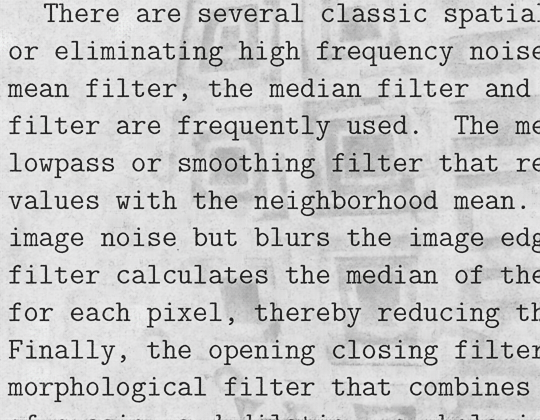 There are several classic spatial
or eliminating high frequency noise
mean filter, the median filter and
filter are frequently used. The me
lowpass or smoothing filter that re
values with the neighborhood mean.
image noise but blurs the image edg
filter calculates the median of the
for each pixel, thereby reducing th
Finally, the opening closing filter
morphological filter that combines